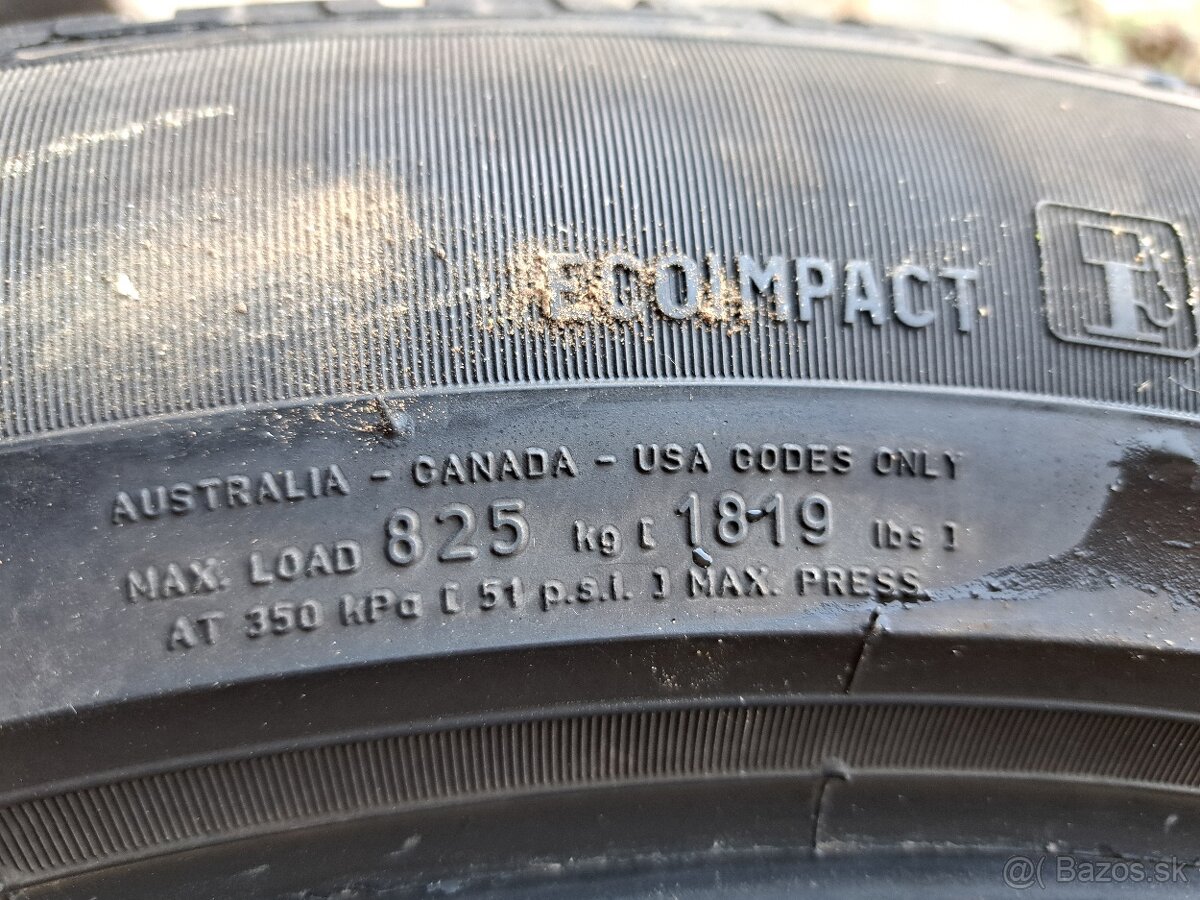 ECOIMPACT
AUSTRALIA - CANADA - USA CODES ONLY
MAX. LOAD 825 kg [ 1819 lbs ]
AT 350 kPa [ 51 p.s.i. ] MAX. PRESS.
@( Bazos.sk